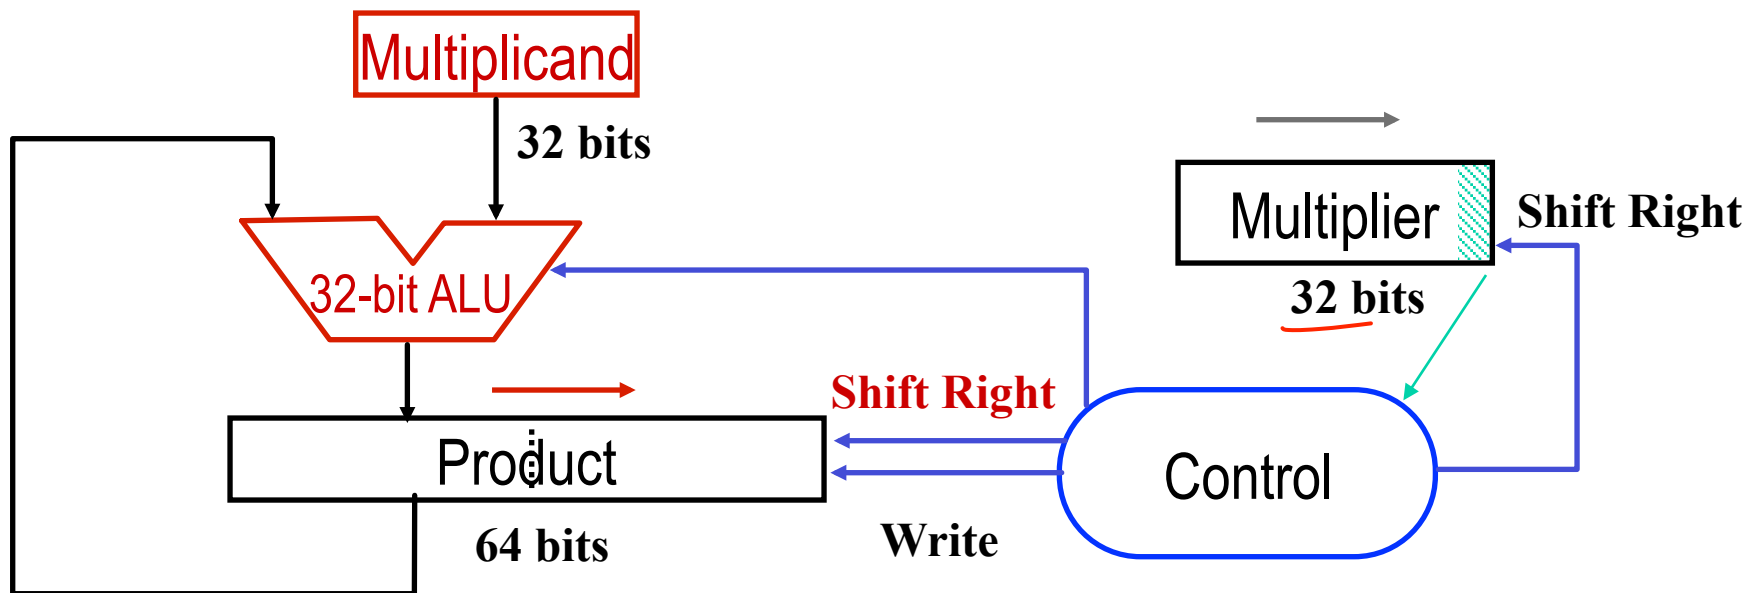 Multiplicand
32 bits
Multiplier
Shift Right
32-bit ALU
32 bits
Shift Right
Product
Control
64 bits
Write